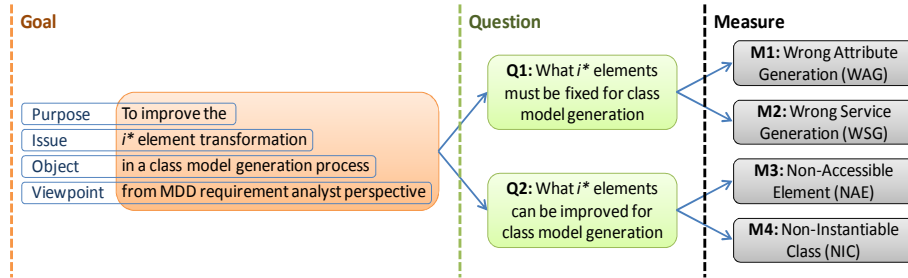 Goal
Question
Measure
Purpose To improve the
Issue i* element transformation
Object in a class model generation process
Viewpoint from MDD requirement analyst perspective
Q1: What i* elements
must be fixed for class
model generation
Q2: What i* elements
can be improved for
class model generation
M1: Wrong Attribute
Generation (WAG)
M2: Wrong Service
Generation (WSG)
M3: Non-Accessible
Element (NAE)
M4: Non-Instantiable
Class (NIC)